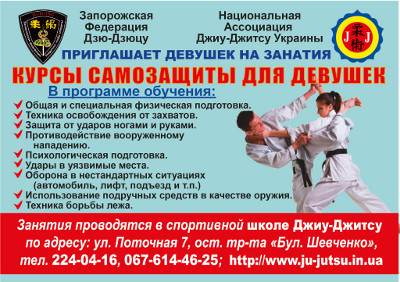 Запорожская
Федерация
Дзю-Дзюцу
Национальная
Ассоциация
Джиу-Джитсу Украины
J J
ПРИГЛАШАЕТ ДЕВУШЕК НА ЗАНАТИЯ
КУРСЫ САМОЗАЩИТЫ ДЛЯ ДЕВУШЕК
В программе обучения:
Общая и специальная физическая подготовка.
Техника освобождения от захватов.
Защита от ударов ногами и руками.
Противодействие вооруженному
нападению.
Психологическая подготовка.
Удары в уязвимые места.
Оборона в нестандартных ситуациях
(автомобиль, лифт, подъезд и т.п.)
Использование подручных средств в качестве оружия.
Техника борьбы лежа.
Занятия проводятся в спортивной школе Джиу-Джитсу
по адресу: ул. Поточная 7, ост. тр-та «Бул. Шевченко»,
тел. 224-04-16, 067-614-46-25; http://www.ju-jutsu.in.ua